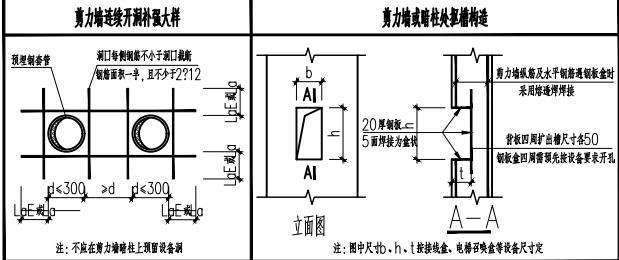 剪力墙连续开洞补强大样
预埋钢套管
洞口每侧钢筋不小于洞口截断
钢筋面积一半,且不少于2?12
LaE或La
LaE或La
d≤300
≥d
d≤300
LaE或La
LaE或La
注: 不应在剪力墙暗柱上预留设备洞
剪力墙或暗柱处抠槽构造
b
A
h
A
立面图
20厚钢板
5面焊接为盒状
h
t
A-A
剪力墙纵筋及水平钢筋遇钢板盒时
采用熔透焊焊接
背板四周扩出槽尺寸各50
钢板盒四周需预先按设备要求开孔
注: 图中尺寸b、h、t按接线盒、电梯召唤盒等设备尺寸定